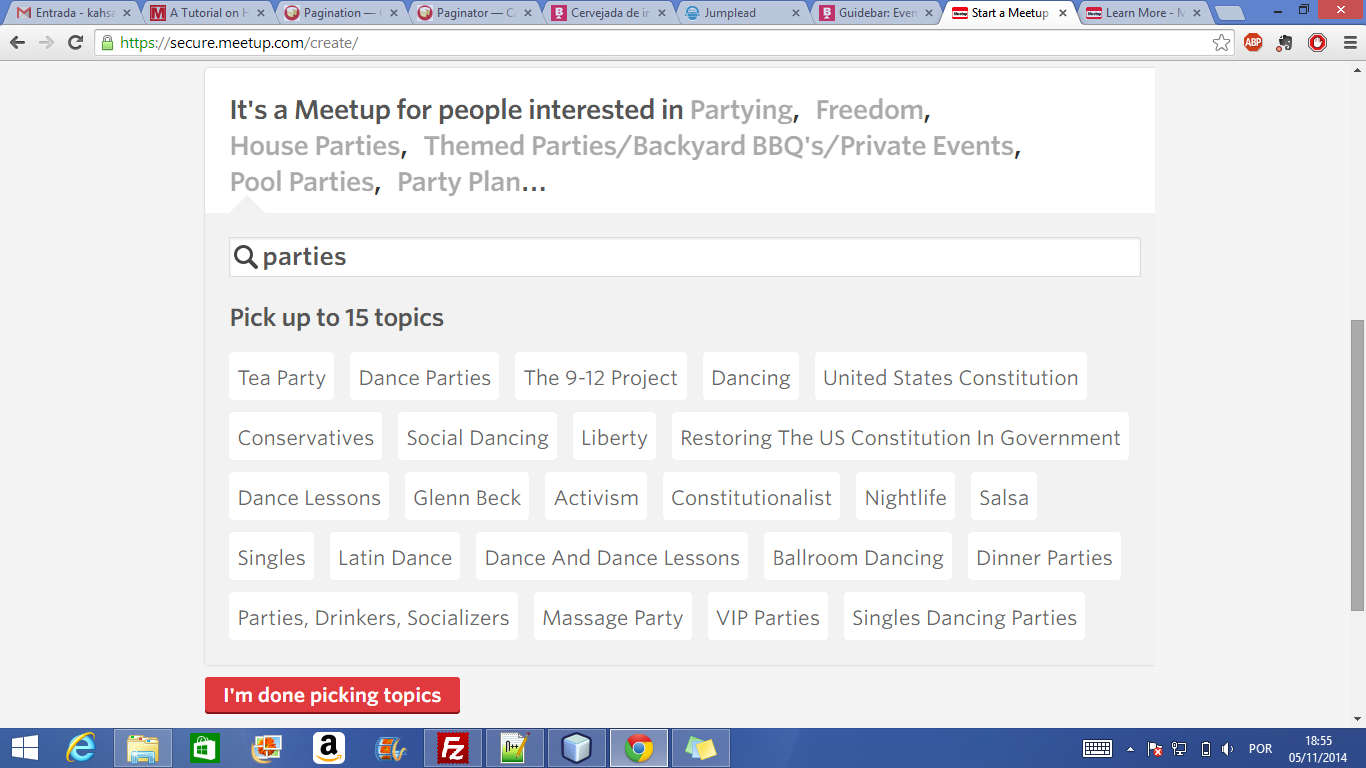 Entrada - kahsa
A Tutorial on H
Pagination —
Paginator — C
Cervejada de in
Jumplead
Guidebar: Even
Start a Meetup
Learn More - M
https://secure.meetup.com/create/
ABP
It's a Meetup for people interested in Partying, Freedom,
House Parties, Themed Parties/Backyard BBQ's/Private Events,
Pool Parties, Party Plan...
parties
Pick up to 15 topics
Tea Party Dance Parties The 9-12 Project Dancing United States Constitution
Conservatives Social Dancing Liberty Restoring The US Constitution In Government
Dance Lessons Glenn Beck Activism Constitutionalist Nightlife Salsa
Singles Latin Dance Dance And Dance Lessons Ballroom Dancing Dinner Parties
Parties, Drinkers, Socializers Massage Party VIP Parties Singles Dancing Parties
I'm done picking topics
POR
18:55
05/11/2014